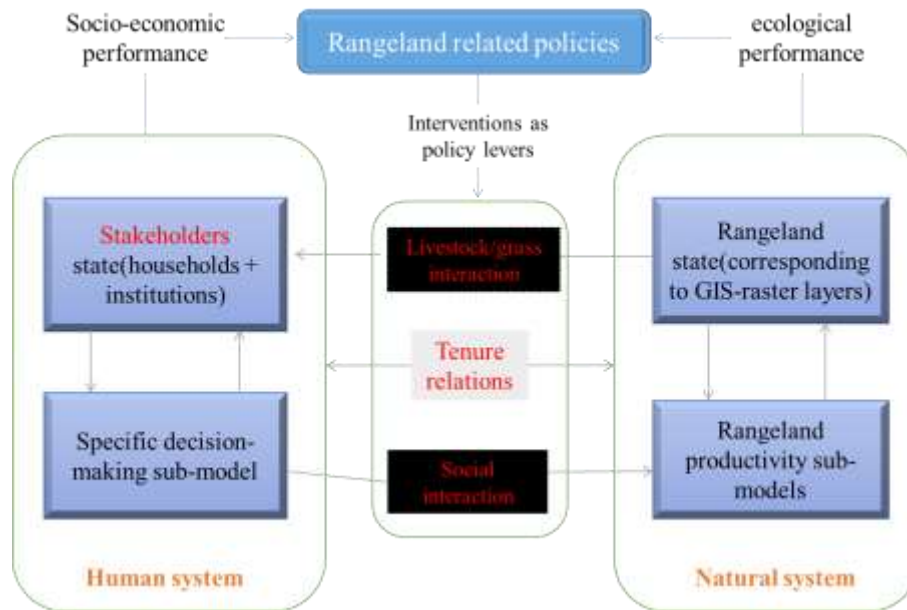 Socio-economic
performance
Rangeland related policies
ecological
performance
Interventions as
policy levers
Stakeholders
state(households +
institutions)
Livestock/grass
interaction
Rangeland
state(corresponding
to GIS-raster layers)
Tenure
relations
Specific decision-
making sub-model
Social
interaction
Rangeland
productivity sub-
models
Human system
Natural system